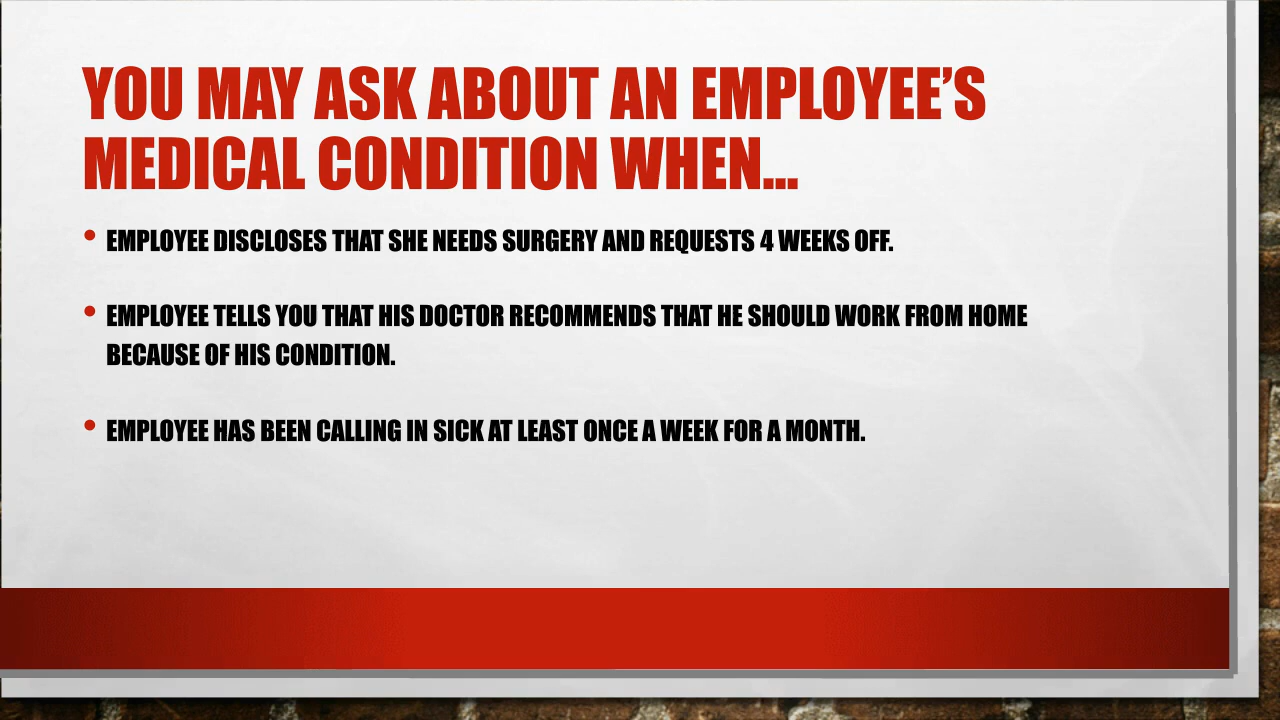 YOU MAY ASK ABOUT AN EMPLOYEE’S
MEDICAL CONDITION WHEN…
• EMPLOYEE DISCLOSES THAT SHE NEEDS SURGERY AND REQUESTS 4 WEEKS OFF.
• EMPLOYEE TELLS YOU THAT HIS DOCTOR RECOMMENDS THAT HE SHOULD WORK FROM HOME
BECAUSE OF HIS CONDITION.
• EMPLOYEE HAS BEEN CALLING IN SICK AT LEAST ONCE A WEEK FOR A MONTH.